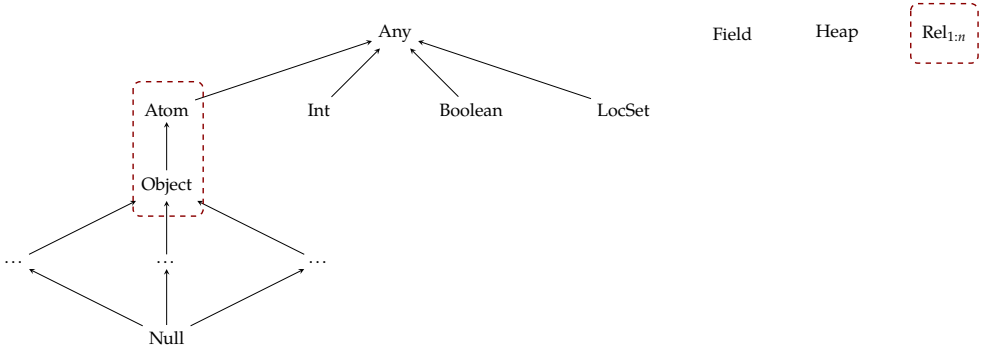 Any Field Heap Rel1:n
Atom Int Boolean LocSet
Object
... ... ...
Null